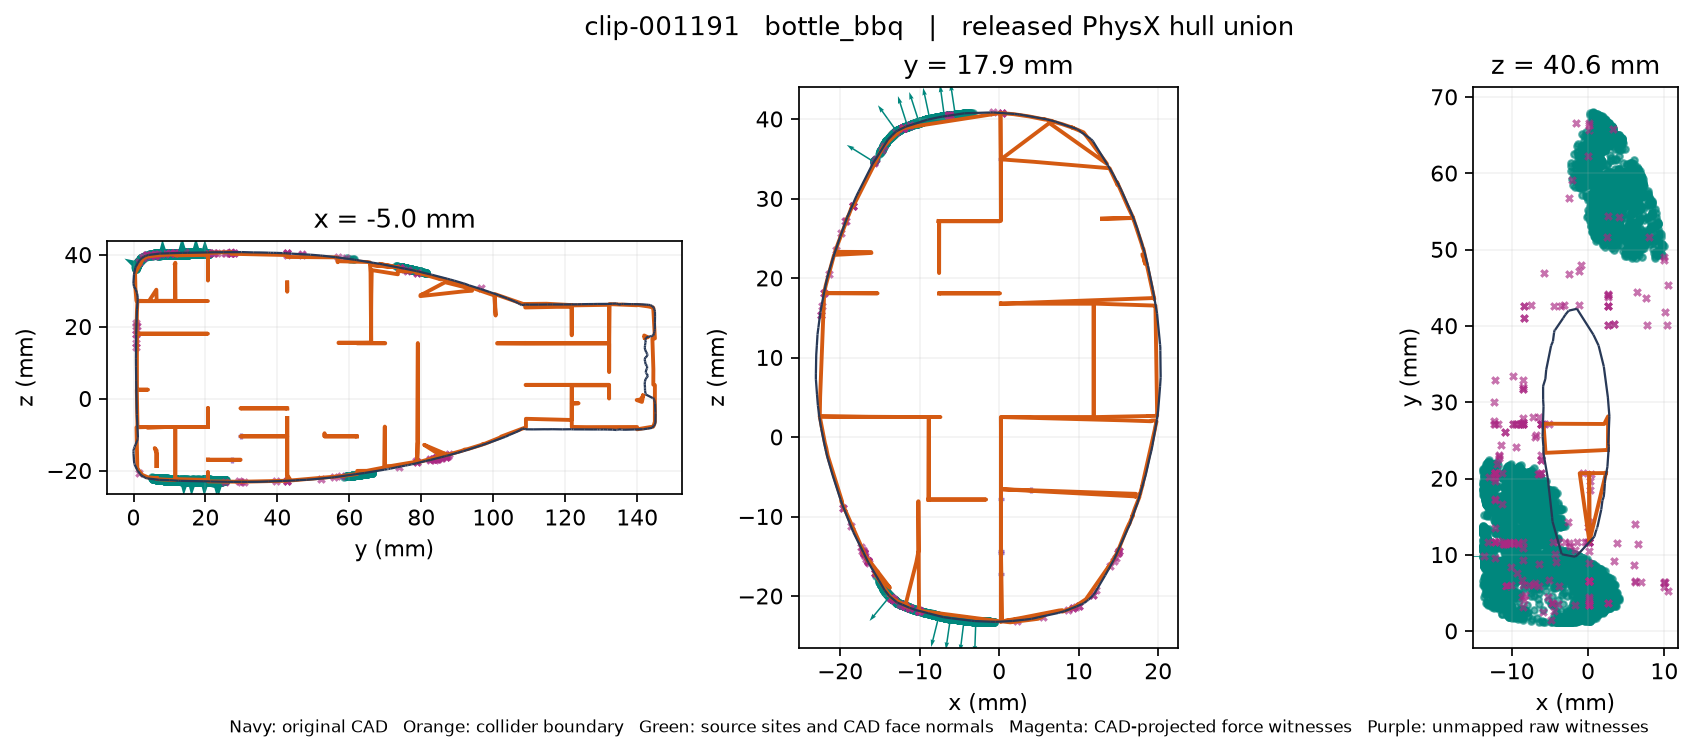 clip-001191   bottle_bbq   |   released PhysX hull union
x = -5.0 mm
40
20
0
−20
z (mm)
0 20 40 60 80 100 120 140
y (mm)
y = 17.9 mm
40
30
20
10
0
−10
−20
z (mm)
−20 −10 0 10 20
x (mm)
z = 40.6 mm
70
60
50
40
30
20
10
0
y (mm)
−10 0 10
x (mm)
Navy: original CAD   Orange: collider boundary   Green: source sites and CAD face normals   Magenta: CAD-projected force witnesses   Purple: unmapped raw witnesses